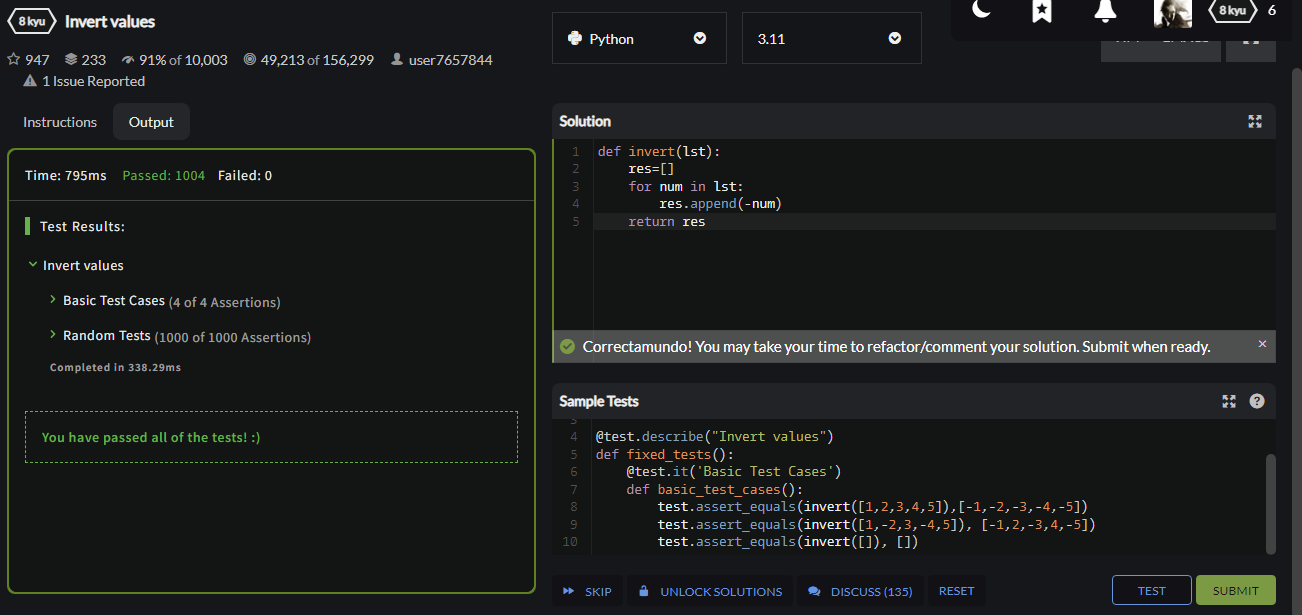 8 kyu Invert values
947 233 91% of 10,003 49,213 of 156,299 user7657844
1 Issue Reported
Instructions Output
Time: 795ms Passed: 1004 Failed: 0
Test Results:
Invert values
Basic Test Cases (4 of 4 Assertions)
Random Tests (1000 of 1000 Assertions)
Completed in 338.29ms
You have passed all of the tests! :)
Python 3.11
8 kyu 6
Solution
1 def invert(lst):
2 res=[]
3 for num in lst:
4 res.append(-num)
5 return res
Correctamundo! You may take your time to refactor/comment your solution. Submit when ready. ×
Sample Tests ?
4 @test.describe("Invert values")
5 def fixed_tests():
6 @test.it('Basic Test Cases')
7 def basic_test_cases():
8 test.assert_equals(invert([1,2,3,4,5]),[-1,-2,-3,-4,-5])
9 test.assert_equals(invert([1,-2,3,-4,5]), [-1,2,-3,4,-5])
10 test.assert_equals(invert([]), [])
SKIP UNLOCK SOLUTIONS DISCUSS (135) RESET TEST SUBMIT